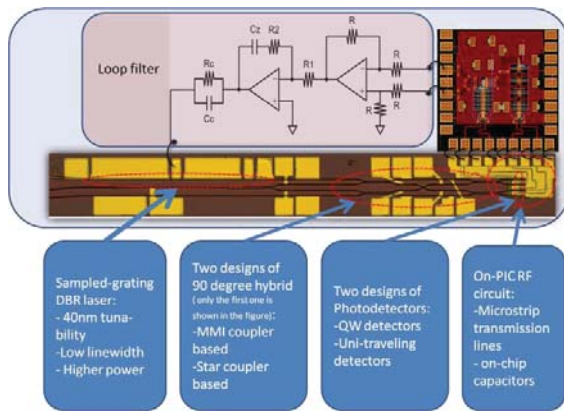 Loop filter
Cz
R2
R
Rc
R1
R
Cc
R
R
Sampled-grating
DBR laser:
- 40nm tuna-
bility
-Low linewidth
- Higher power
Two designs of
90 degree hybrid
( only the first one is
shown in the figure):
-MMI coupler
based
-Star coupler
based
Two designs of
Photodetectors:
-QW detectors
-Uni-traveling
detectors
On-PIC RF
circuit:
-Microstrip
transmission
lines
- on-chip
capacitors